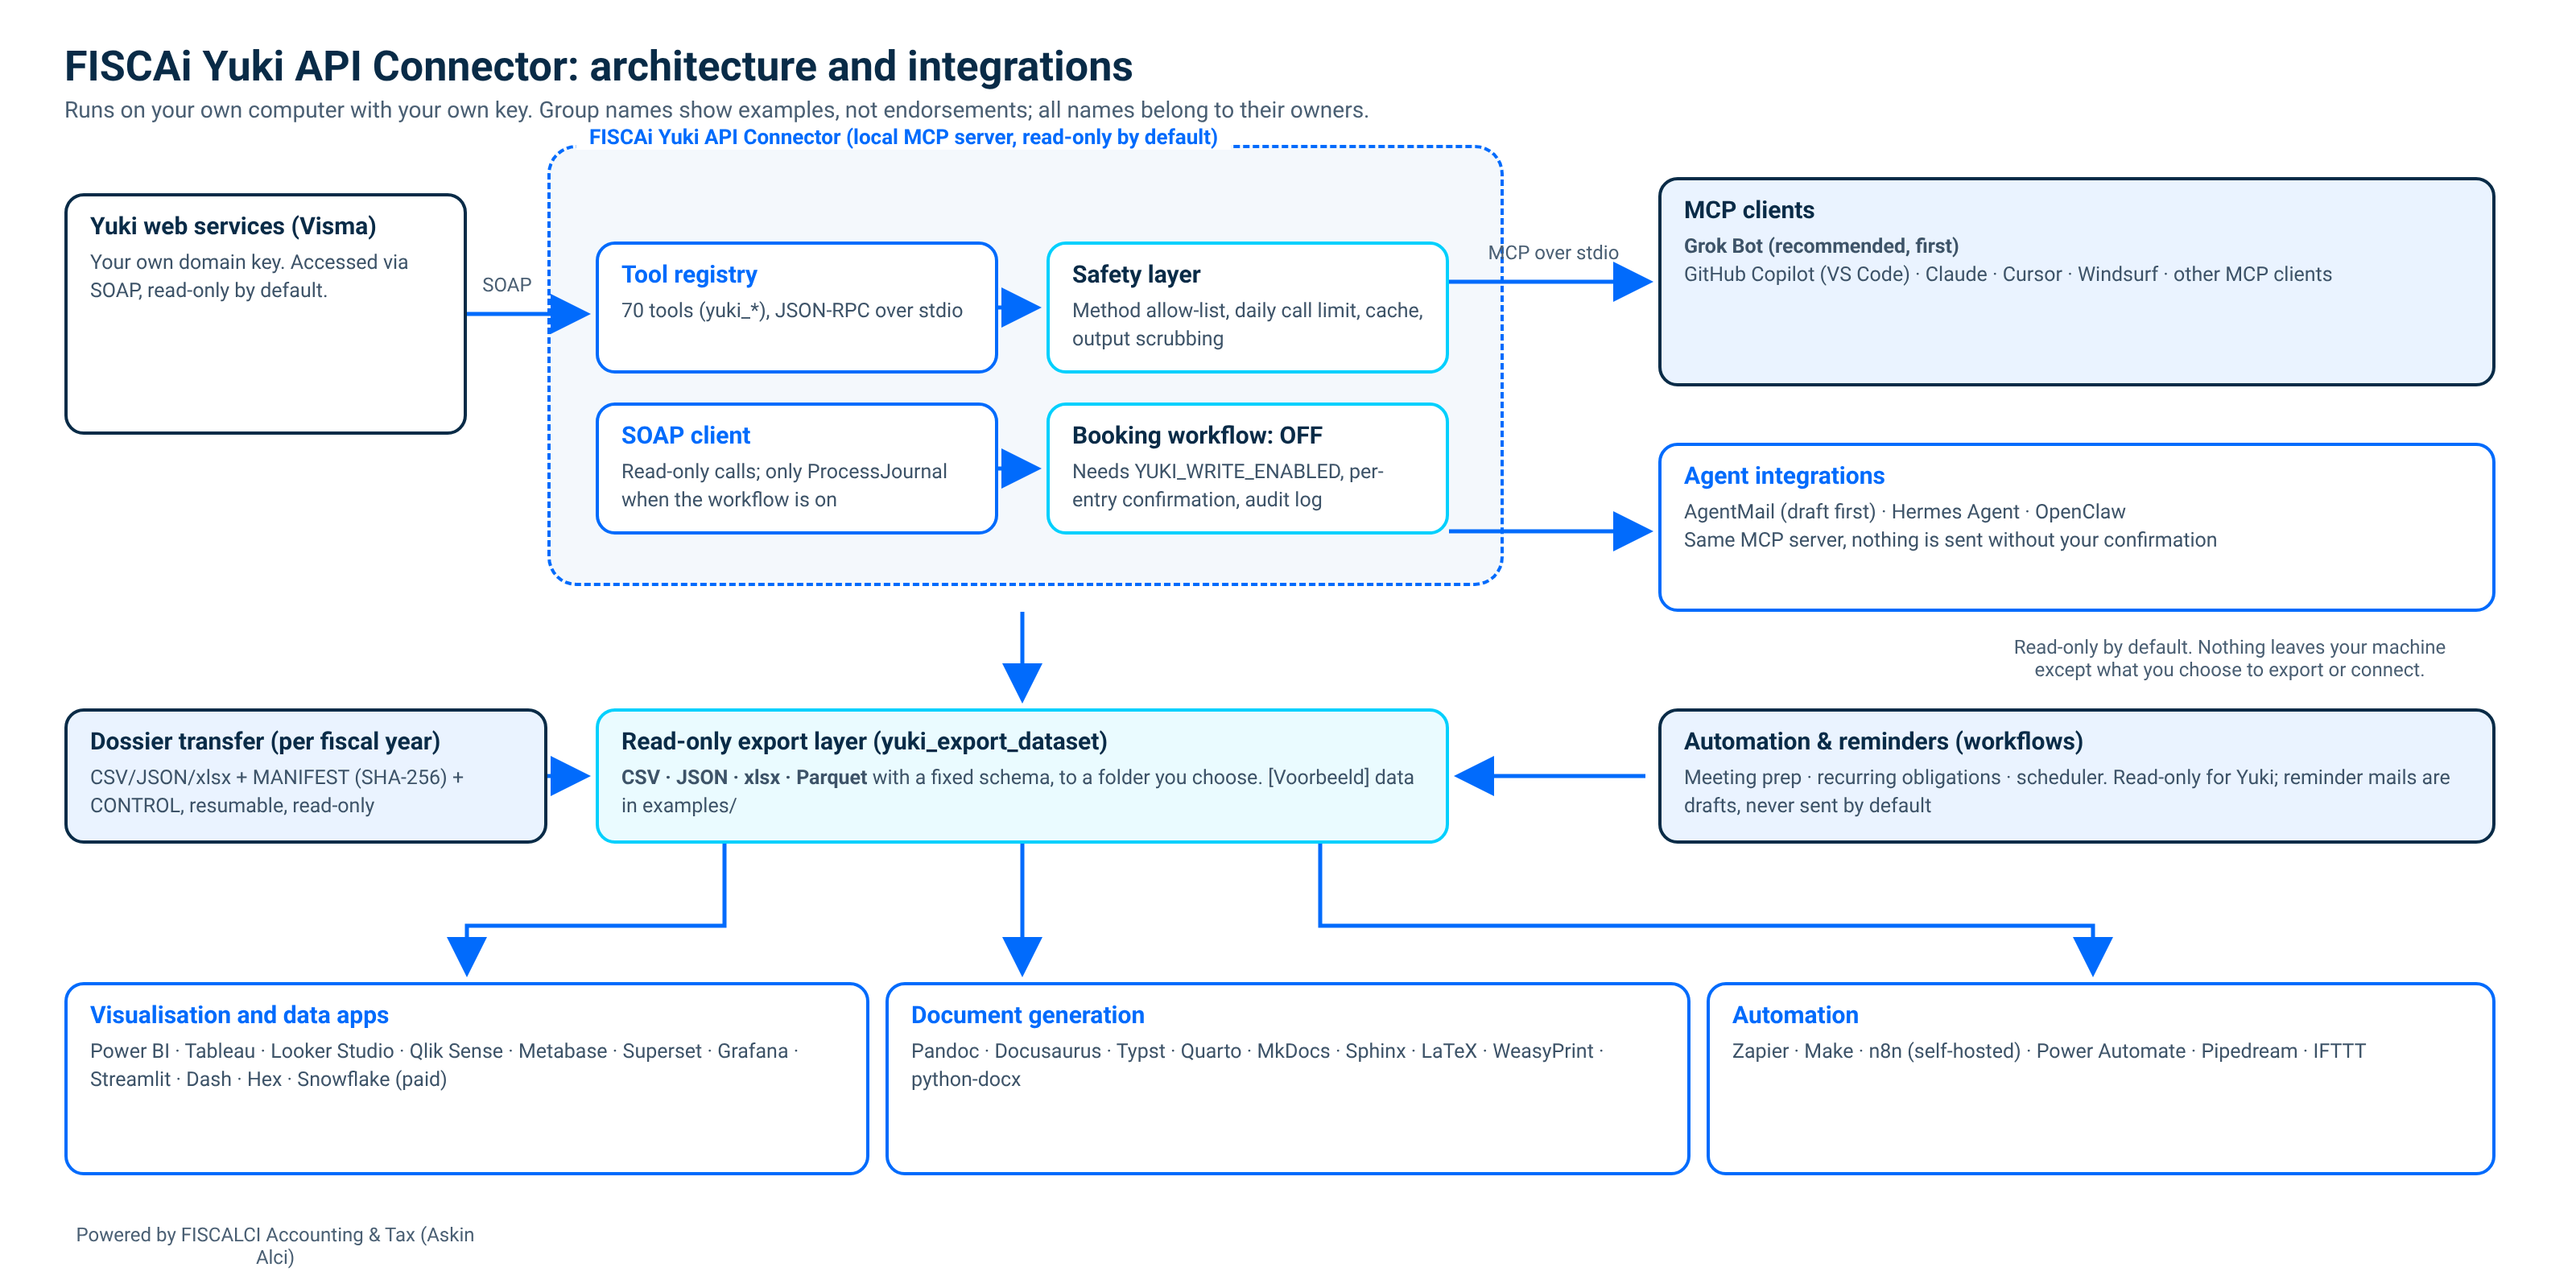 FISCAi Yuki API Connector: architecture and integrations
Runs on your own computer with your own key. Group names show examples, not endorsements; all names belong to their owners.
FISCAi Yuki API Connector (local MCP server, read-only by default)
Yuki web services (Visma)
Your own domain key. Accessed via
SOAP, read-only by default.
SOAP
Tool registry
70 tools (yuki_*), JSON-RPC over stdio
Safety layer
Method allow-list, daily call limit, cache,
output scrubbing
SOAP client
Read-only calls; only ProcessJournal
when the workflow is on
Booking workflow: OFF
Needs YUKI_WRITE_ENABLED, per-
entry confirmation, audit log
MCP over stdio
MCP clients
Grok Bot (recommended, first)
GitHub Copilot (VS Code) · Claude · Cursor · Windsurf · other MCP clients
Agent integrations
AgentMail (draft first) · Hermes Agent · OpenClaw
Same MCP server, nothing is sent without your confirmation
Read-only by default. Nothing leaves your machine
except what you choose to export or connect.
Dossier transfer (per fiscal year)
CSV/JSON/xlsx + MANIFEST (SHA-256) +
CONTROL, resumable, read-only
Read-only export layer (yuki_export_dataset)
CSV · JSON · xlsx · Parquet with a fixed schema, to a folder you choose. [Voorbeeld] data
in examples/
Automation & reminders (workflows)
Meeting prep · recurring obligations · scheduler. Read-only for Yuki; reminder mails are
drafts, never sent by default
Visualisation and data apps
Power BI · Tableau · Looker Studio · Qlik Sense · Metabase · Superset · Grafana ·
Streamlit · Dash · Hex · Snowflake (paid)
Document generation
Pandoc · Docusaurus · Typst · Quarto · MkDocs · Sphinx · LaTeX · WeasyPrint ·
python-docx
Automation
Zapier · Make · n8n (self-hosted) · Power Automate · Pipedream · IFTTT
Powered by FISCALCI Accounting & Tax (Askin
Alci)